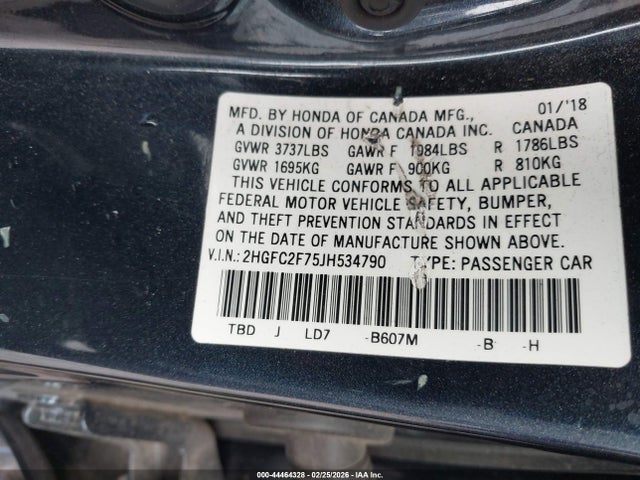 MFD. BY HONDA OF CANADA MFG., 01/'18
A DIVISION OF HONDA CANADA INC. CANADA
GVWR 3737LBS GAWR F 1984LBS R 1786LBS
GVWR 1695KG GAWR F 900KG R 810KG
THIS VEHICLE CONFORMS TO ALL APPLICABLE
FEDERAL MOTOR VEHICLE SAFETY, BUMPER,
AND THEFT PREVENTION STANDARDS IN EFFECT
ON THE DATE OF MANUFACTURE SHOWN ABOVE.
V.I.N.: 2HGFC2F75JH534790 TYPE: PASSENGER CAR
TBD J LD7 -B607M -B -H
000-44464328 - 02/25/2026 - IAA Inc.